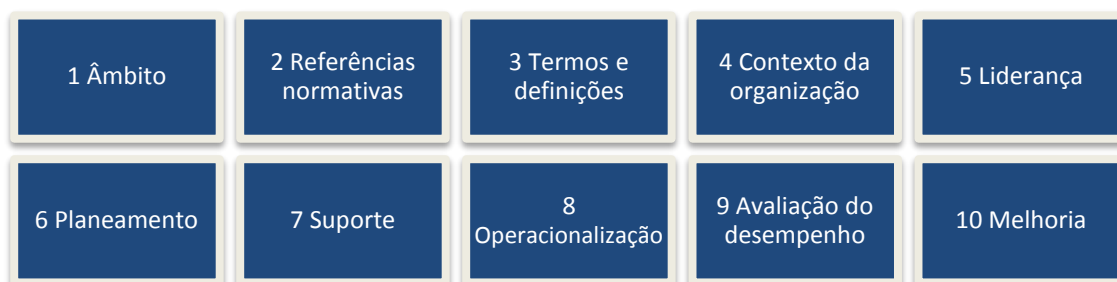 1 Âmbito
2 Referências
normativas
3 Termos e
definições
4 Contexto da
organização
5 Liderança
6 Planeamento
7 Suporte
8
Operacionalização
9 Avaliação do
desempenho
10 Melhoria